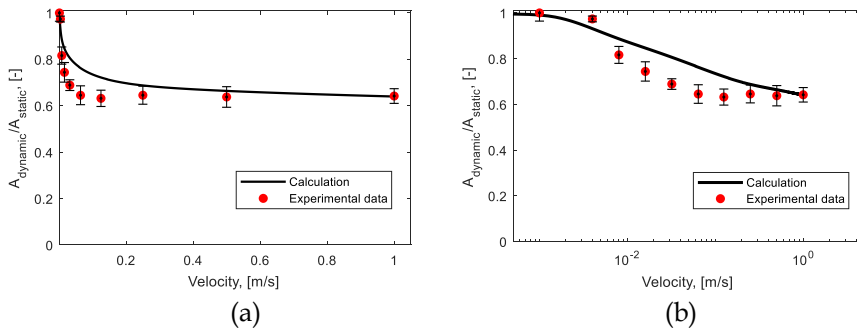 A_dynamic/A_static, [-]
1
0.8
0.6
0.4
0.2
0
Calculation
Experimental data
0.2 0.4 0.6 0.8 1
Velocity, [m/s]
(a)
A_dynamic/A_static, [-]
1
0.8
0.6
0.4
0.2
0
Calculation
Experimental data
10^-2 10^0
Velocity, [m/s]
(b)